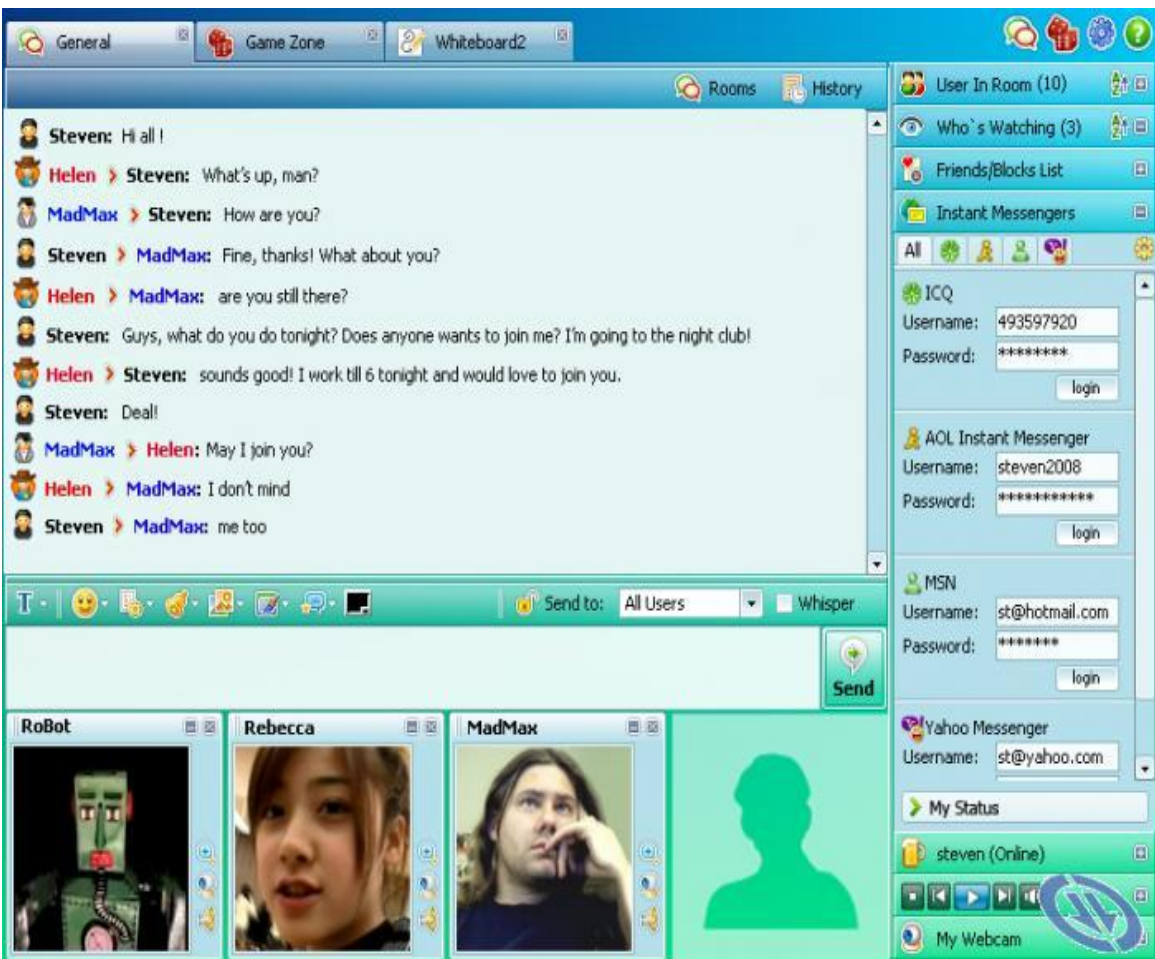 General
Game Zone
Whiteboard2
Rooms
History
Steven: Hi all !
Helen > Steven: What's up, man?
MadMax > Steven: How are you?
Steven > MadMax: Fine, thanks! What about you?
Helen > MadMax: are you still there?
Steven: Guys, what do you do tonight? Does anyone wants to join me? I'm going to the night club!
Helen > Steven: sounds good! I work till 6 tonight and would love to join you.
Steven: Deal!
MadMax > Helen: May I join you?
Helen > MadMax: I don't mind
Steven > MadMax: me too
T
Send to: All Users
Whisper
Send
RoBot
Rebecca
MadMax
User In Room (10)
Who`s Watching (3)
Friends/Blocks List
Instant Messengers
All
ICQ
Username: 493597920
Password: ********
login
AOL Instant Messenger
Username: steven2008
Password: ***********
login
MSN
Username: st@hotmail.com
Password: *******
login
Yahoo Messenger
Username: st@yahoo.com
My Status
steven (Online)
My Webcam